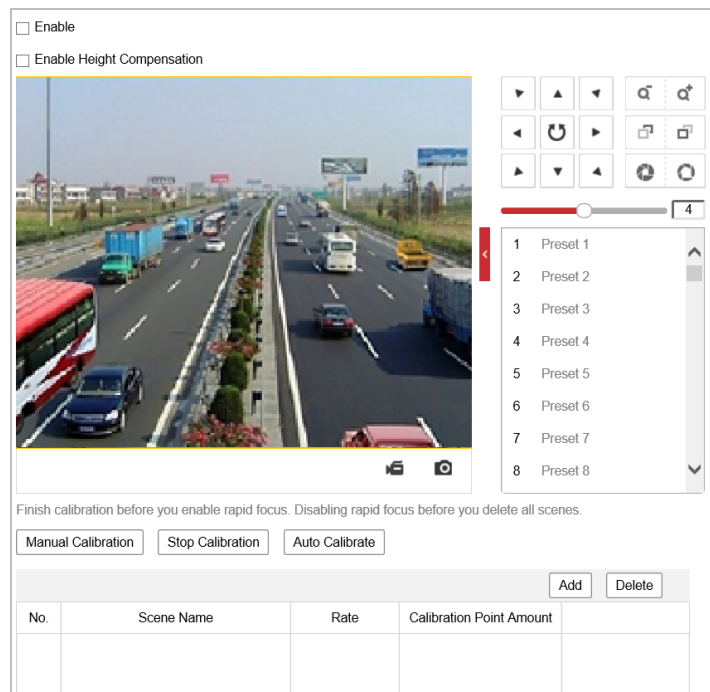 Enable
Enable Height Compensation
4
1 Preset 1
2 Preset 2
3 Preset 3
4 Preset 4
5 Preset 5
6 Preset 6
7 Preset 7
8 Preset 8
Finish calibration before you enable rapid focus. Disabling rapid focus before you delete all scenes.
Manual Calibration Stop Calibration Auto Calibrate
Add Delete
No. Scene Name Rate Calibration Point Amount